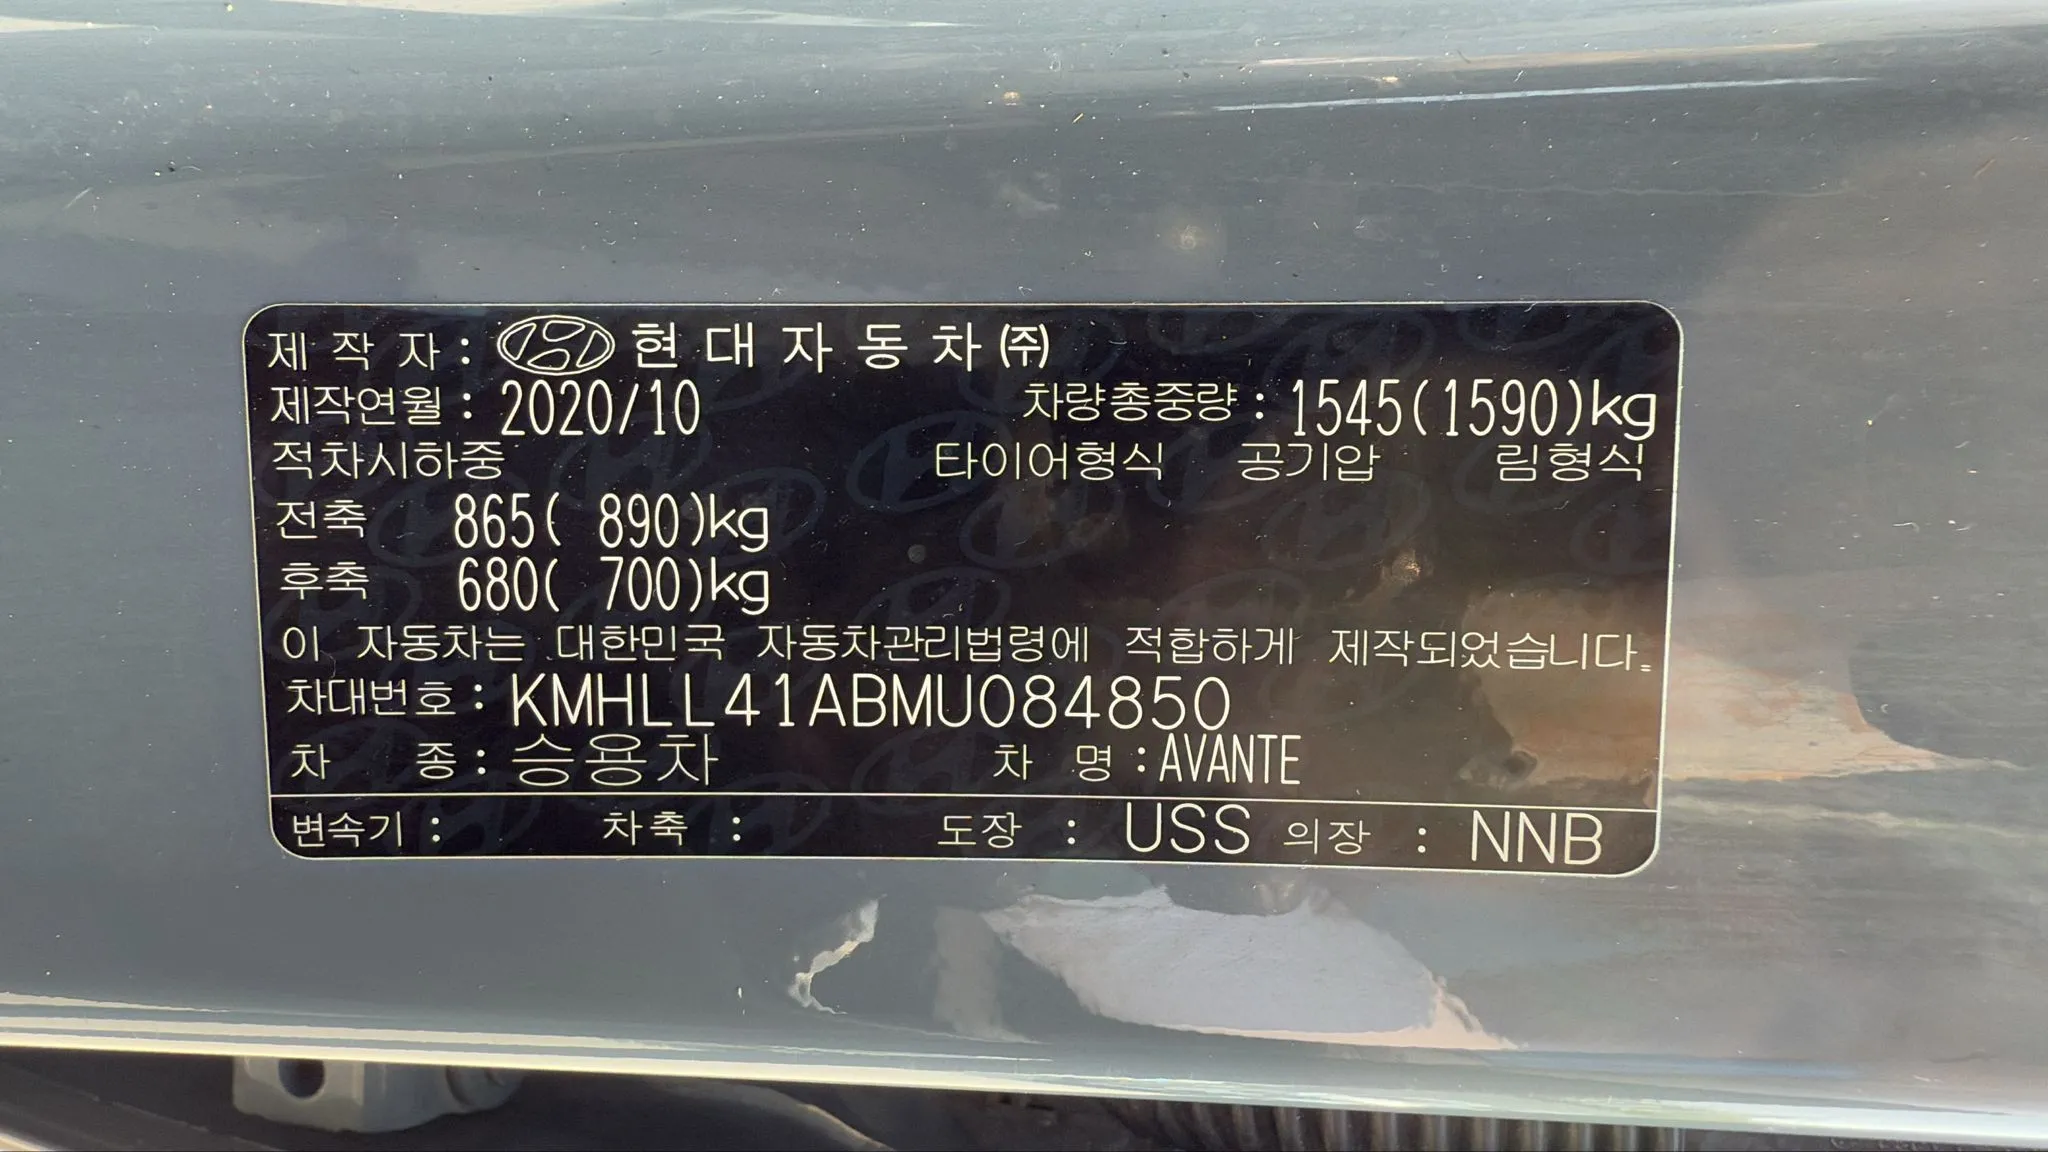 제 작 자 : 현 대 자 동 차 ㈜
제작연월 : 2020/10 차량총중량 : 1545(1590)kg
적차시하중 타이어형식 공기압 림형식
전축 865( 890)kg
후축 680( 700)kg
이 자동차는 대한민국 자동차관리법령에 적합하게 제작되었습니다.
차대번호 : KMHLL41ABMU084850
차 종 : 승용차 차 명 : AVANTE
변속기 : 차축 : 도장 : USS 의장 : NNB